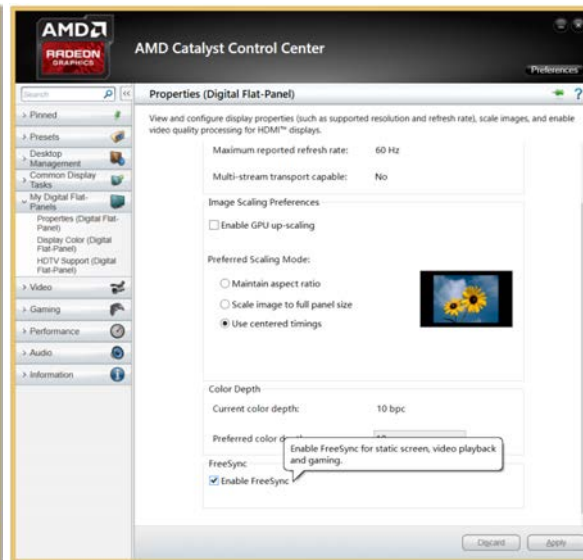 AMD
RADEON
GRAPHICS
AMD Catalyst Control Center
Preferences
Search
Pinned
Presets
Desktop
Management
Common Display
Tasks
My Digital Flat-
Panels
Properties (Digital Flat-
Panel)
Display Color (Digital
Flat-Panel)
HDTV Support (Digital
Flat-Panel)
Video
Gaming
Performance
Audio
Information
Properties (Digital Flat-Panel)
View and configure display properties (such as supported resolution and refresh rate), scale images, and enable
video quality processing for HDMI™ displays.
Maximum reported refresh rate: 60 Hz
Multi-stream transport capable: No
Image Scaling Preferences
Enable GPU up-scaling
Preferred Scaling Mode:
Maintain aspect ratio
Scale image to full panel size
Use centered timings
Color Depth
Current color depth: 10 bpc
Preferred color
Enable FreeSync for static screen, video playback
and gaming.
FreeSync
Enable FreeSync
Discard Apply